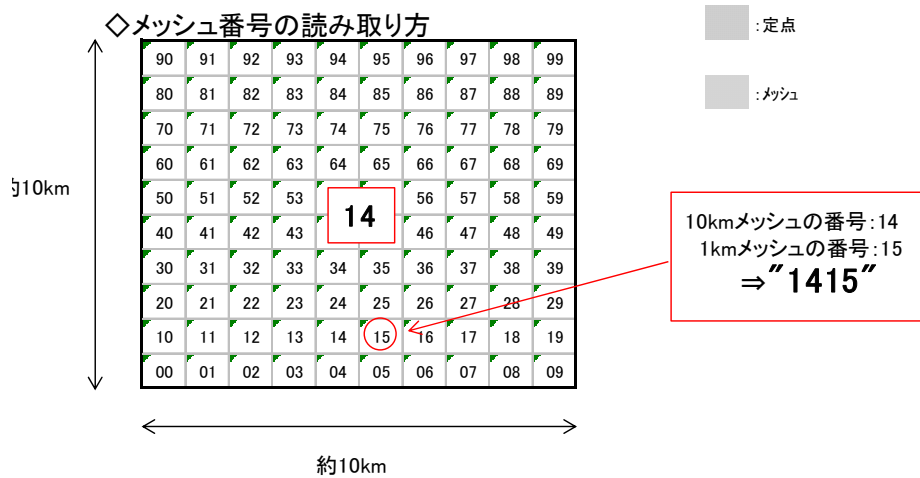 ◇メッシュ番号の読み取り方
:定点
:メッシュ
90 91 92 93 94 95 96 97 98 99
80 81 82 83 84 85 86 87 88 89
70 71 72 73 74 75 76 77 78 79
60 61 62 63 64 65 66 67 68 69
50 51 52 53 56 57 58 59
14
40 41 42 43 46 47 48 49
30 31 32 33 34 35 36 37 38 39
20 21 22 23 24 25 26 27 28 29
10 11 12 13 14 15 16 17 18 19
00 01 02 03 04 05 06 07 08 09
約10km
約10km
10kmメッシュの番号:14
1kmメッシュの番号:15
⇒"1415"